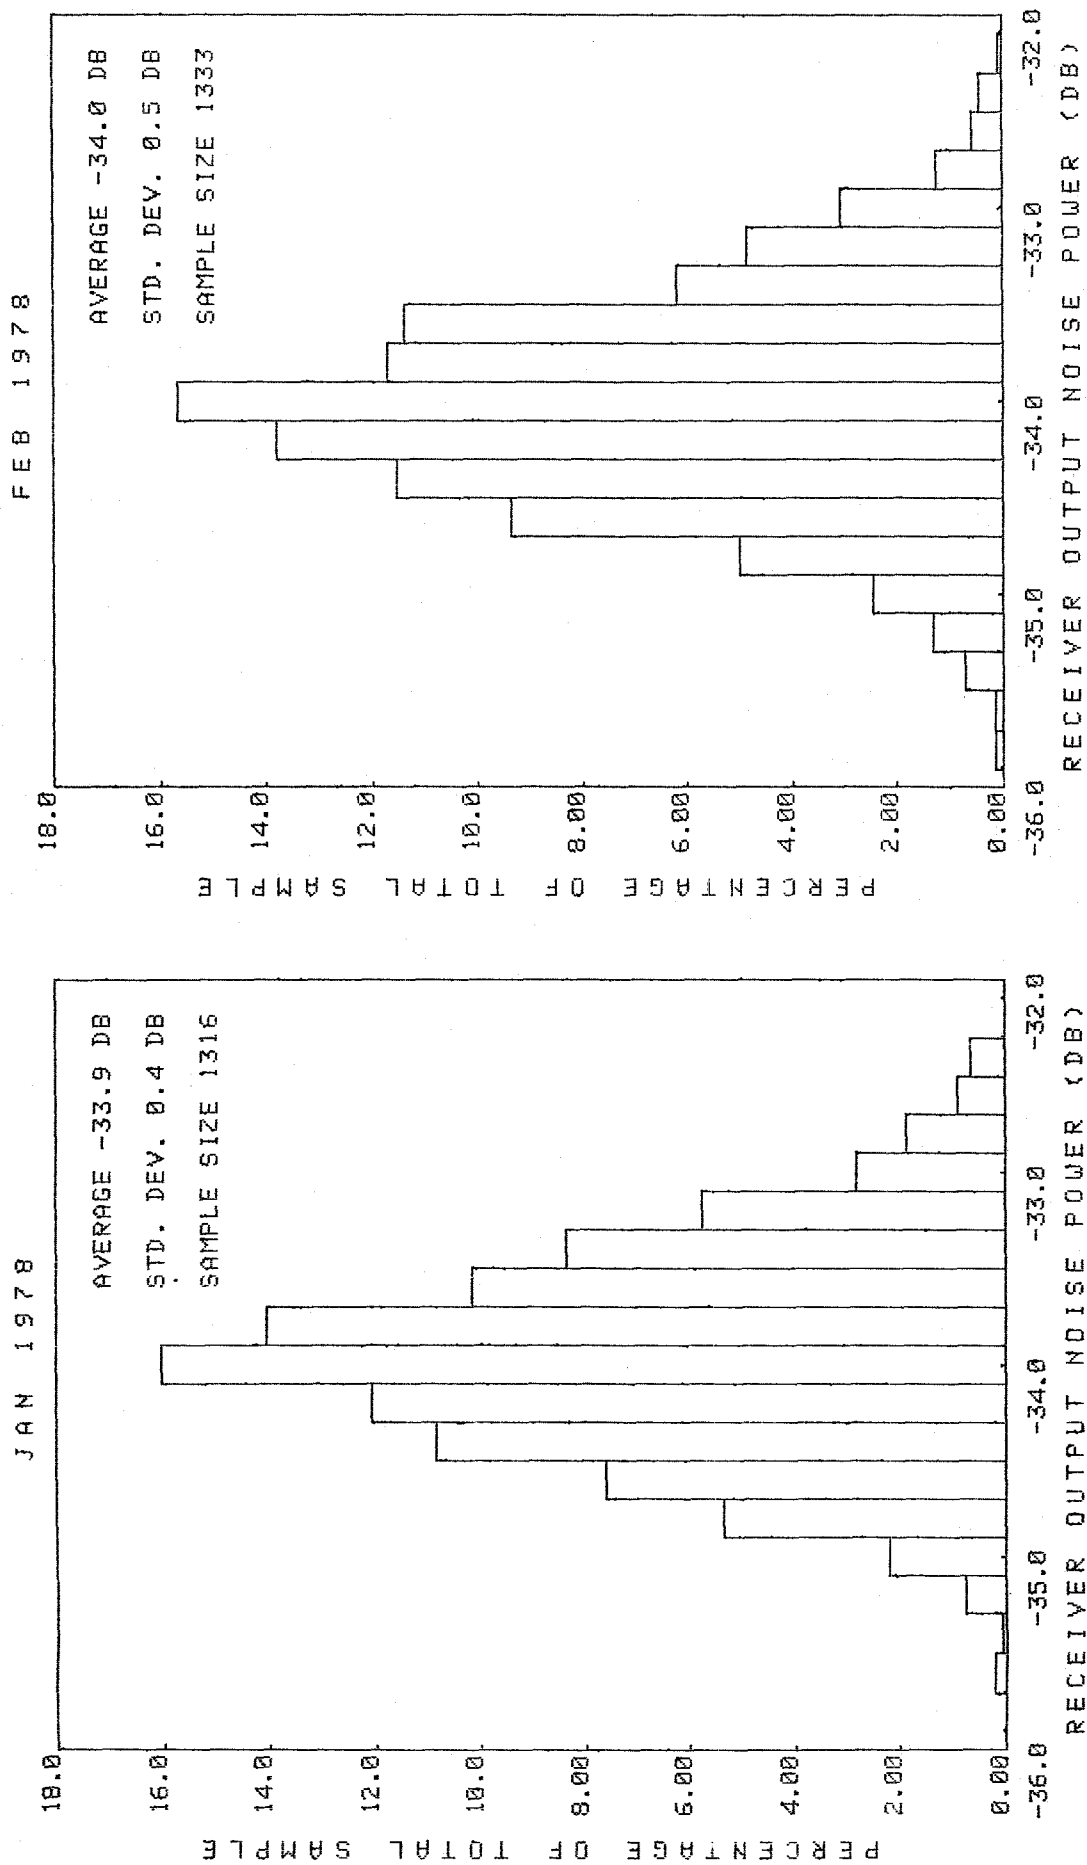 JAN 1978
AVERAGE -33.9 DB
STD. DEV. 0.4 DB
SAMPLE SIZE 1316
PERCENTAGE OF TOTAL SAMPLE
18.0
16.0
14.0
12.0
10.0
8.00
6.00
4.00
2.00
0.00
-36.0
-35.0
-34.0
-33.0
-32.0
RECEIVER OUTPUT NOISE POWER (DB)
FEB 1978
AVERAGE -34.0 DB
STD. DEV. 0.5 DB
SAMPLE SIZE 1333
PERCENTAGE OF TOTAL SAMPLE
18.0
16.0
14.0
12.0
10.0
8.00
6.00
4.00
2.00
0.00
-36.0
-35.0
-34.0
-33.0
-32.0
RECEIVER OUTPUT NOISE POWER (DB)